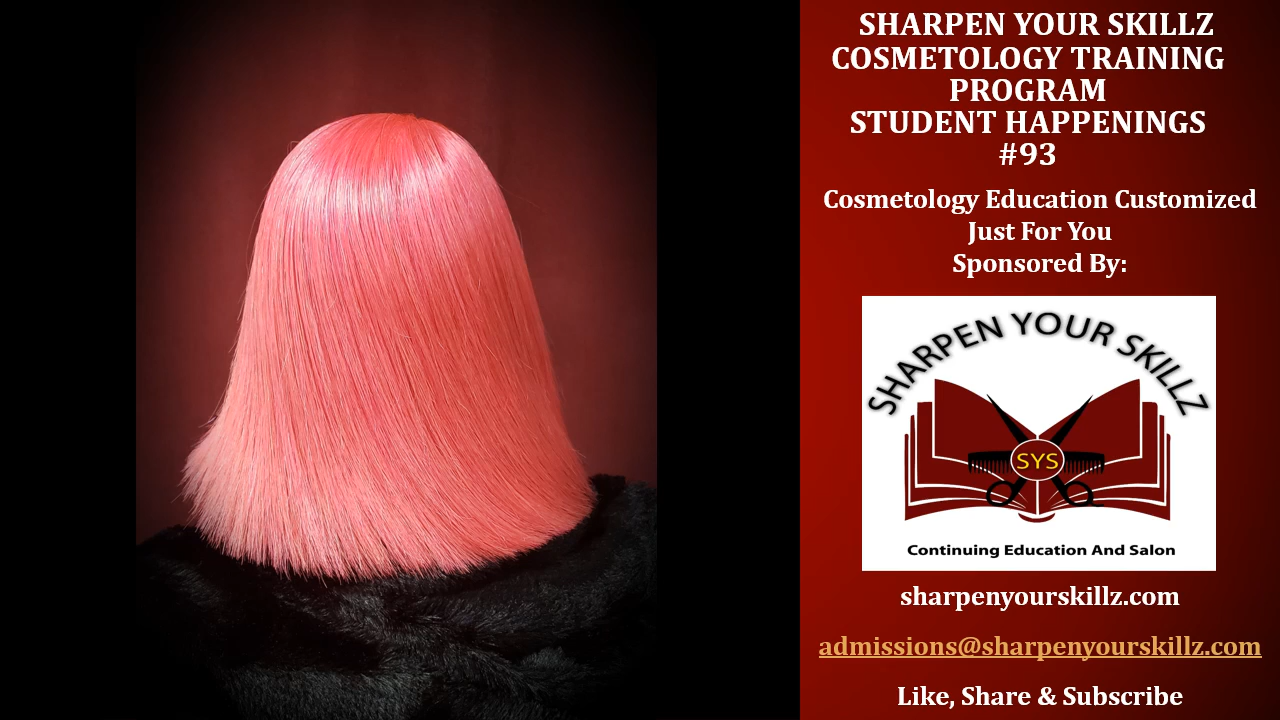 SHARPEN YOUR SKILLZ
COSMETOLOGY TRAINING
PROGRAM
STUDENT HAPPENINGS
#93
Cosmetology Education Customized
Just For You
Sponsored By:
SHARPEN YOUR SKILLZ
SYS
Continuing Education And Salon
sharpenyourskillz.com
admissions@sharpenyourskillz.com
Like, Share & Subscribe